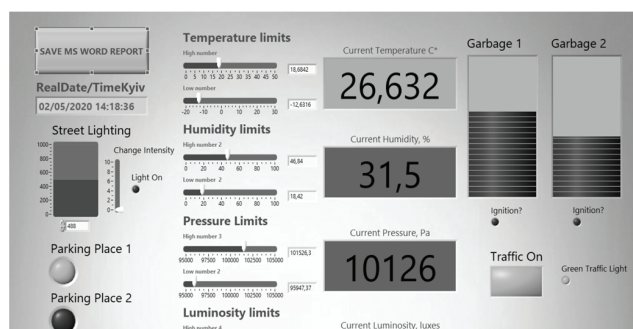 SAVE MS WORD REPORT
RealDate/TimeKyiv
02/05/2020 14:18:36
Street Lighting
1000-
800-
600-
400-
200-
0-
488
Change Intensity
10-
8-
6-
4-
2-
0-
Light On
Parking Place 1
Parking Place 2
Temperature limits
High number
18,6842
0 5 10 15 20 25 30 35 40 45 50
Low number
-12,6316
-20 -10 0 10 20 30
Humidity limits
High number 2
46,84
0 20 40 60 80 100
Low number 2
18,42
0 20 40 60 80 100
Pressure Limits
High number 3
101526,3
95000 97500 100000 102500 105000
Low number 2
95947,37
95000 97500 100000 102500 105000
Luminosity limits
High number 4
Current Temperature C°
26,632
Current Humidity, %
31,5
Current Pressure, Pa
10126
Current Luminosity, luxes
Garbage 1
Garbage 2
Ignition?
Ignition?
Traffic On
Green Traffic Light